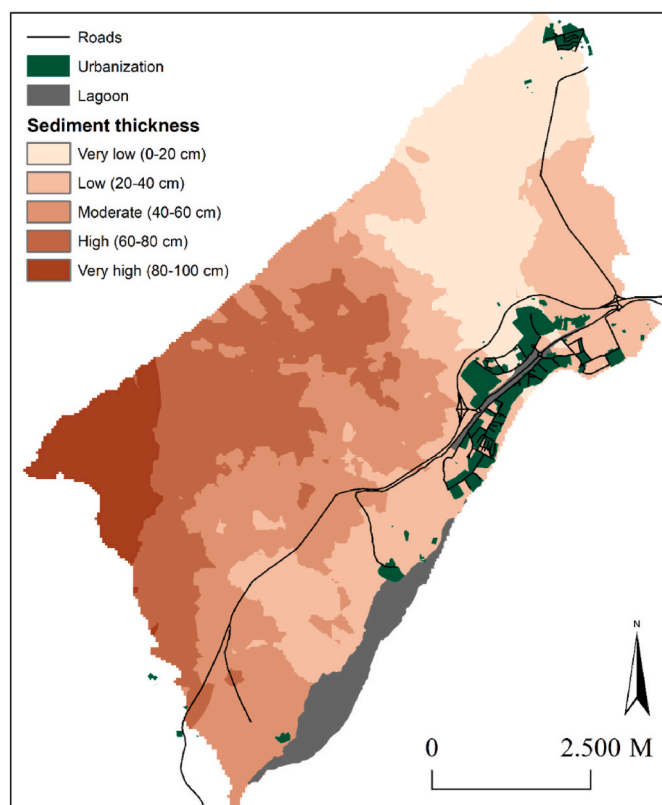 Roads
Urbanization
Lagoon
Sediment thickness
Very low (0-20 cm)
Low (20-40 cm)
Moderate (40-60 cm)
High (60-80 cm)
Very high (80-100 cm)
N
0 2.500 M